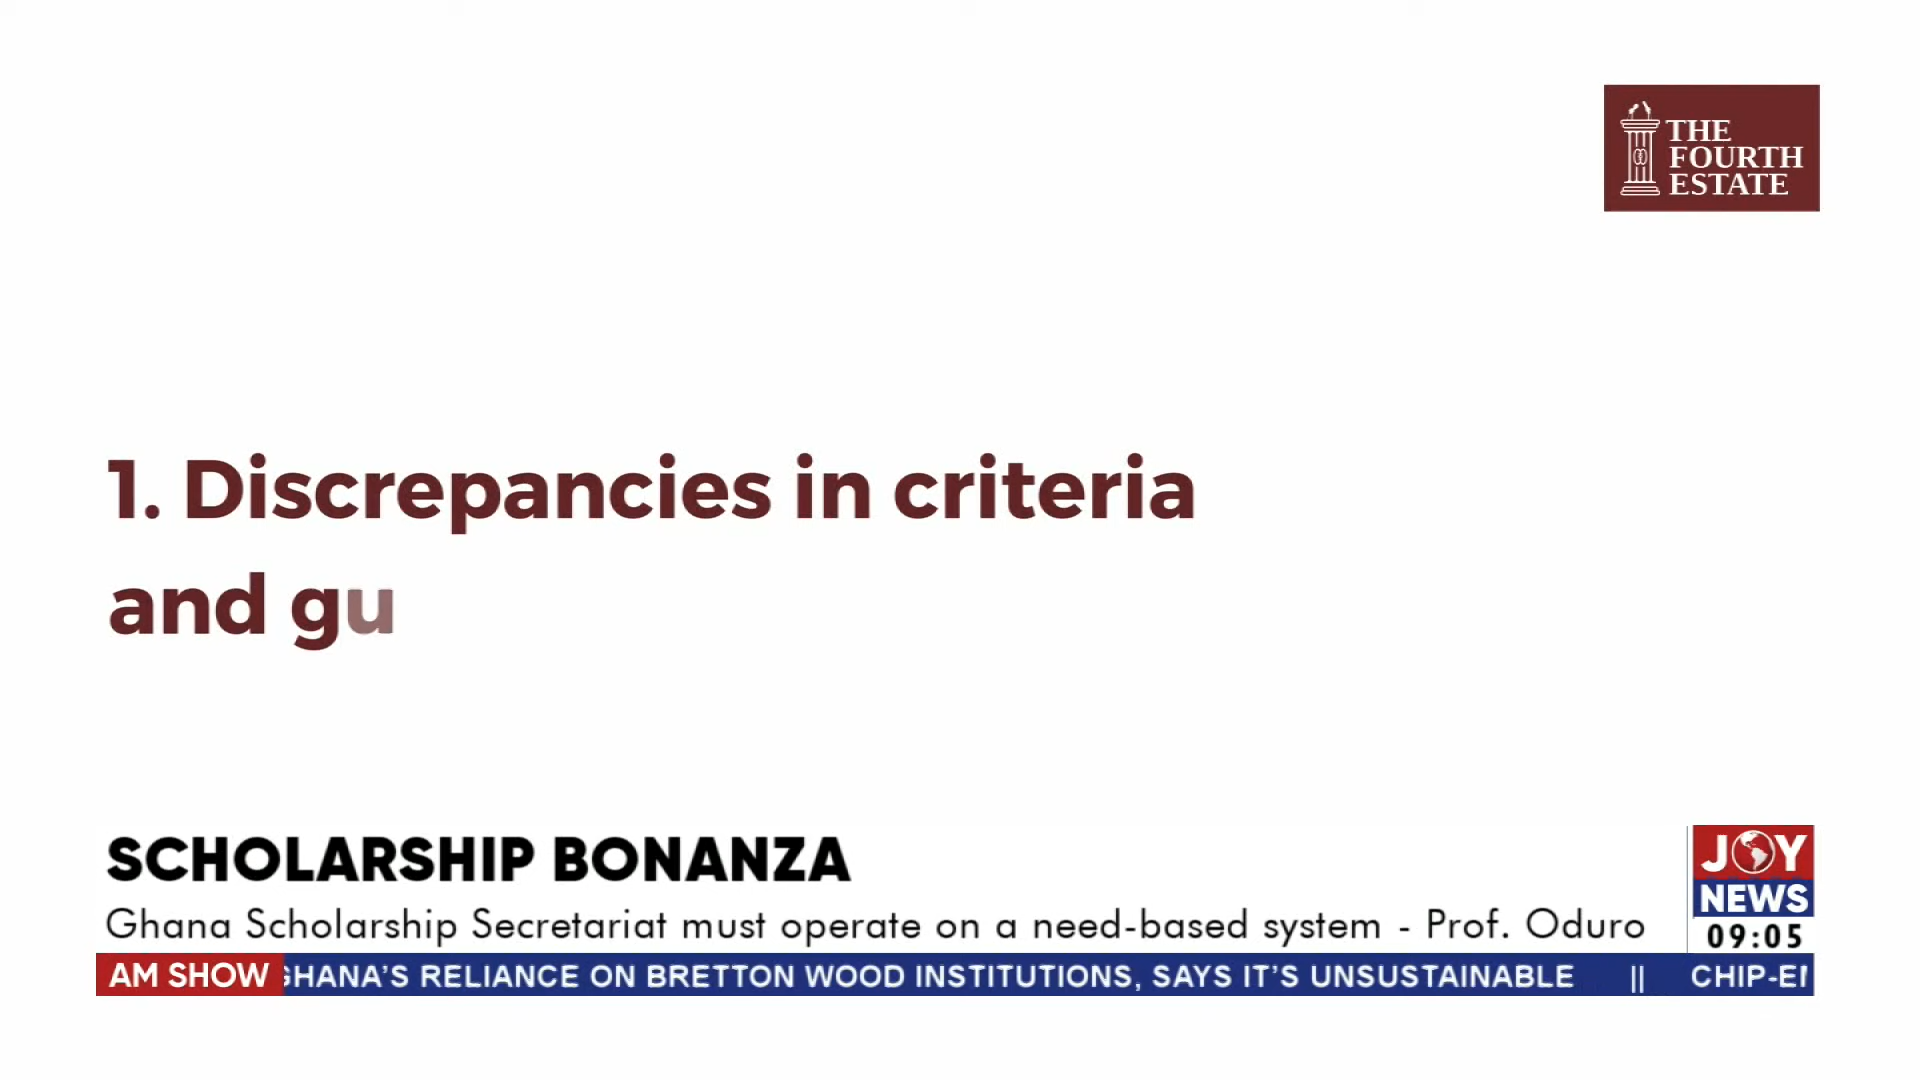 THE
FOURTH
ESTATE
1. Discrepancies in criteria
and gu
SCHOLARSHIP BONANZA
Ghana Scholarship Secretariat must operate on a need-based system - Prof. Oduro
JOY
NEWS
09:05
AM SHOW GHANA'S RELIANCE ON BRETTON WOOD INSTITUTIONS, SAYS IT'S UNSUSTAINABLE || CHIP-